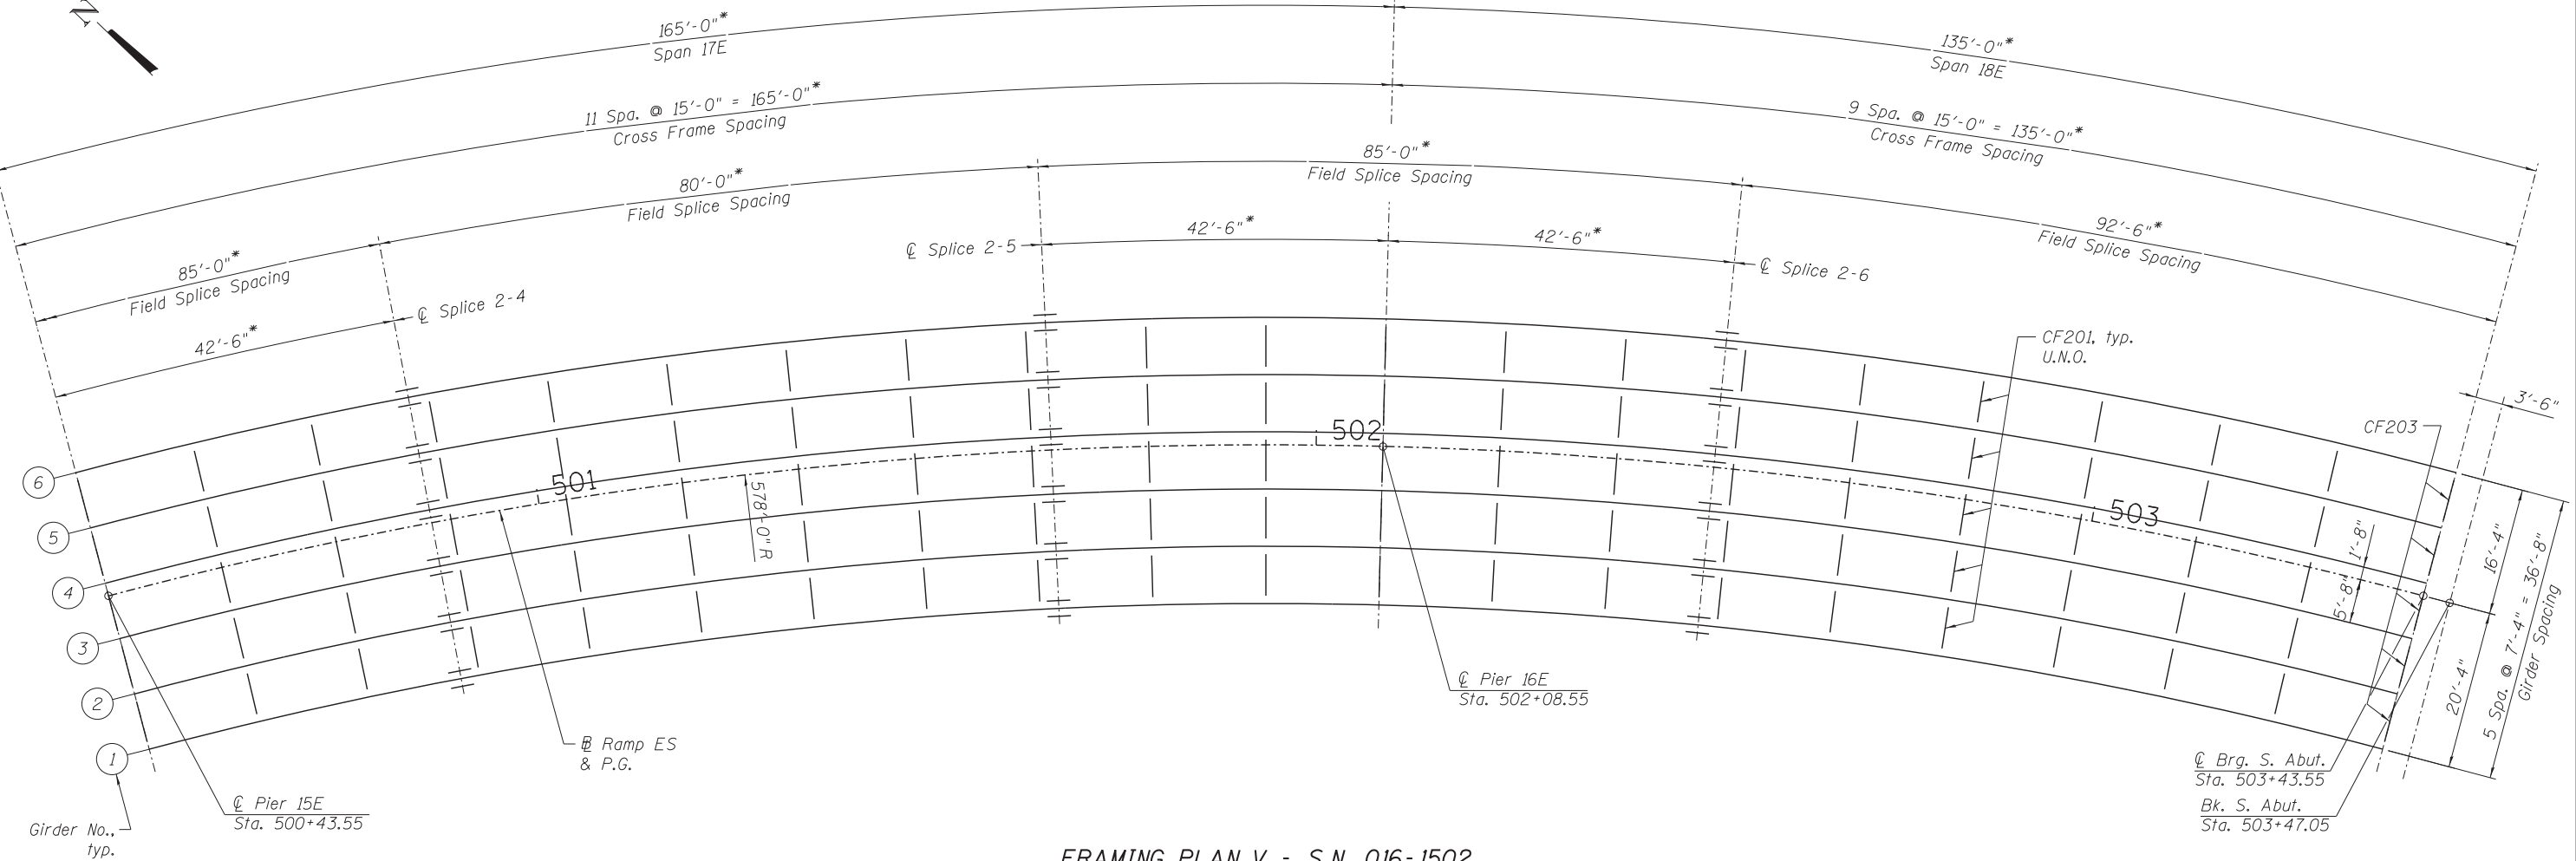 N
165'-0"*
Span 17E
135'-0"*
Span 18E
11 Spa. @ 15'-0" = 165'-0"*
Cross Frame Spacing
9 Spa. @ 15'-0" = 135'-0"*
Cross Frame Spacing
85'-0"*
Field Splice Spacing
80'-0"*
Field Splice Spacing
85'-0"*
Field Splice Spacing
92'-6"*
Field Splice Spacing
42'-6"*
℄ Splice 2-4
℄ Splice 2-5
42'-6"*
42'-6"*
℄ Splice 2-6
CF201, typ.
U.N.O.
CF203
3'-6"
6
5
4
3
2
1
501
502
503
578'-0" R
1'-8"
5'-8"
16'-4"
20'-4"
5 Spa. @ 7'-4" = 36'-8"
Girder Spacing
℄ Pier 16E
Sta. 502+08.55
Ramp ES
& P.G.
℄ Pier 15E
Sta. 500+43.55
Girder No.,
typ.
℄ Brg. S. Abut.
Sta. 503+43.55
Bk. S. Abut.
Sta. 503+47.05
FRAMING PLAN V - S.N. 016-1502